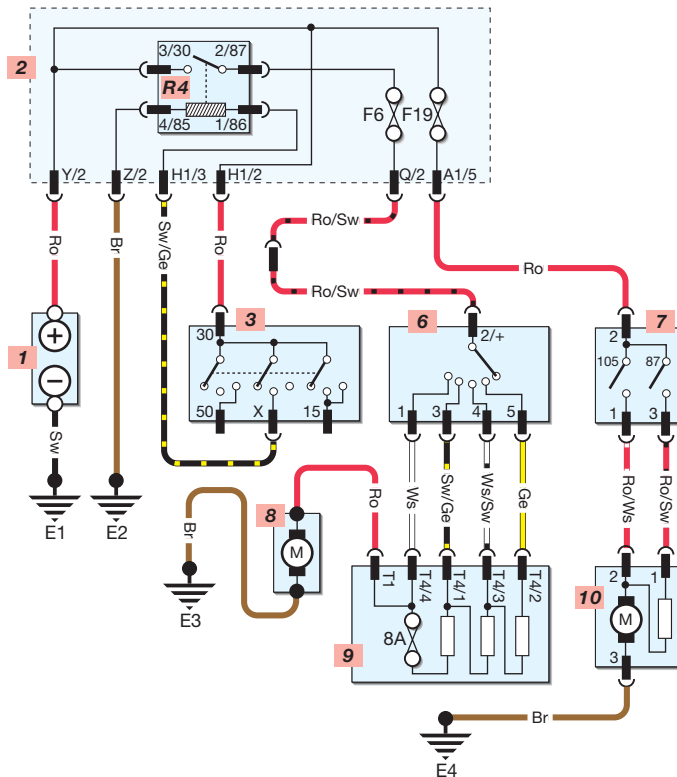 2
3/30 2/87
R4
4/85 1/86
F6 F19
Y/2 Z/2 H1/3 H1/2 Q/2 A1/5
Ro
Br
Sw/Ge
Ro
Ro/Sw
Ro/Sw
Ro
1
+
−
Sw
E1
E2
3
30
50 X 15
6
2/+
1 3 4 5
7
2
105 87
1 3
Ws
Sw/Ge
Ws/Sw
Ge
Ro/Ws
Ro/Sw
Br
E3
8
M
Ro
T1
T4/4
T4/1
T4/3
T4/2
8A
9
10
2 1
M
3
Br
E4